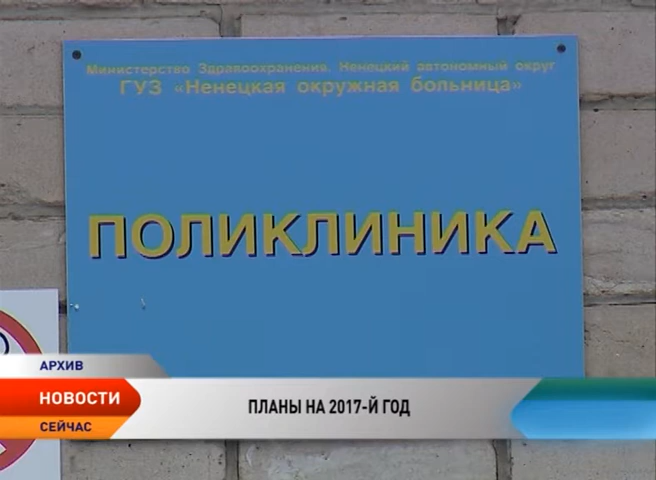 Министерство Здравоохранения. Ненецкий автономный округ
ГУЗ «Ненецкая окружная больница»
ПОЛИКЛИНИКА
АРХИВ
НОВОСТИ
СЕЙЧАС
ПЛАНЫ НА 2017-Й ГОД